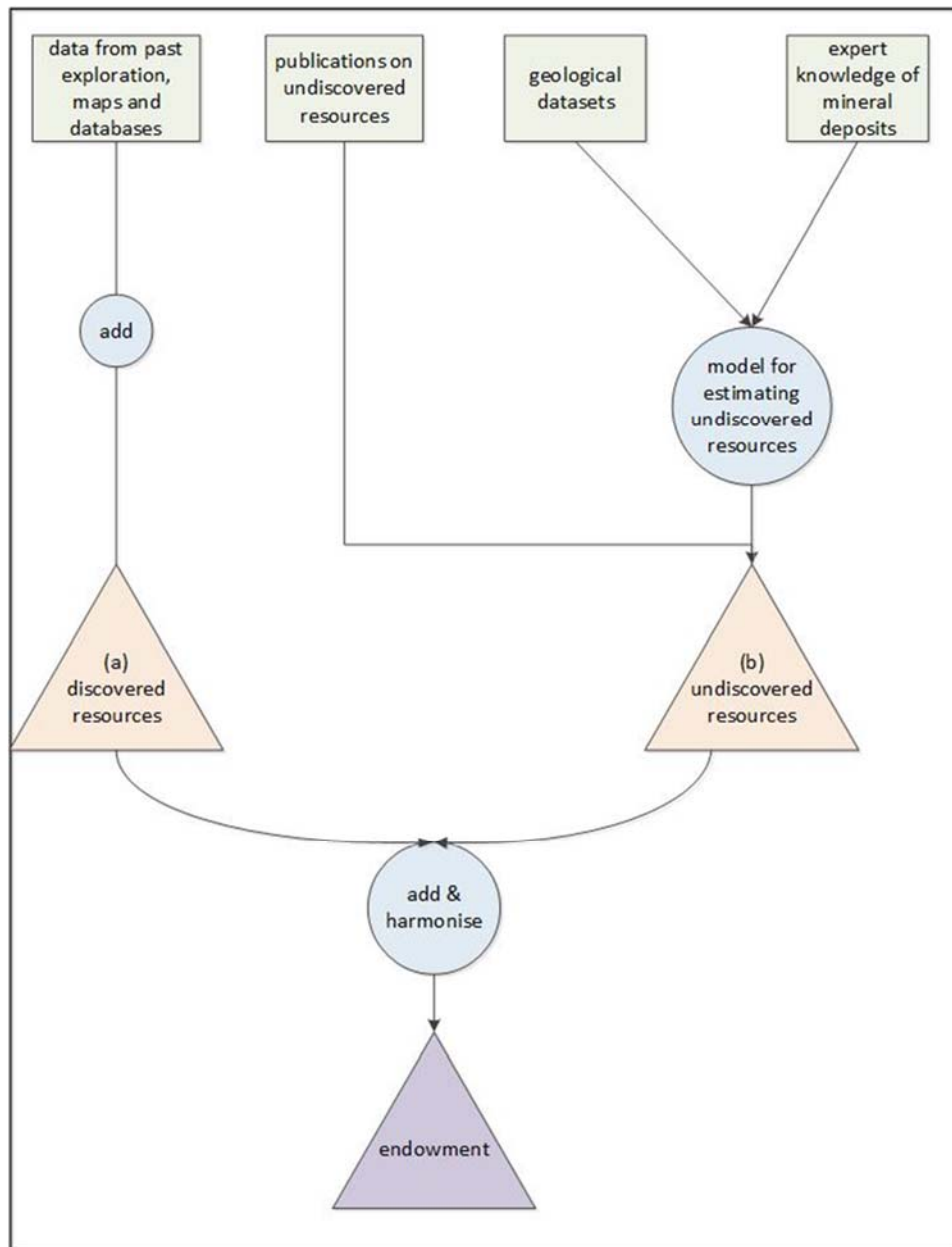 data from past
exploration,
maps and
databases
publications on
undiscovered
resources
geological
datasets
expert
knowledge of
mineral
deposits
add
model for
estimating
undiscovered
resources
(a)
discovered
resources
(b)
undiscovered
resources
add &
harmonise
endowment